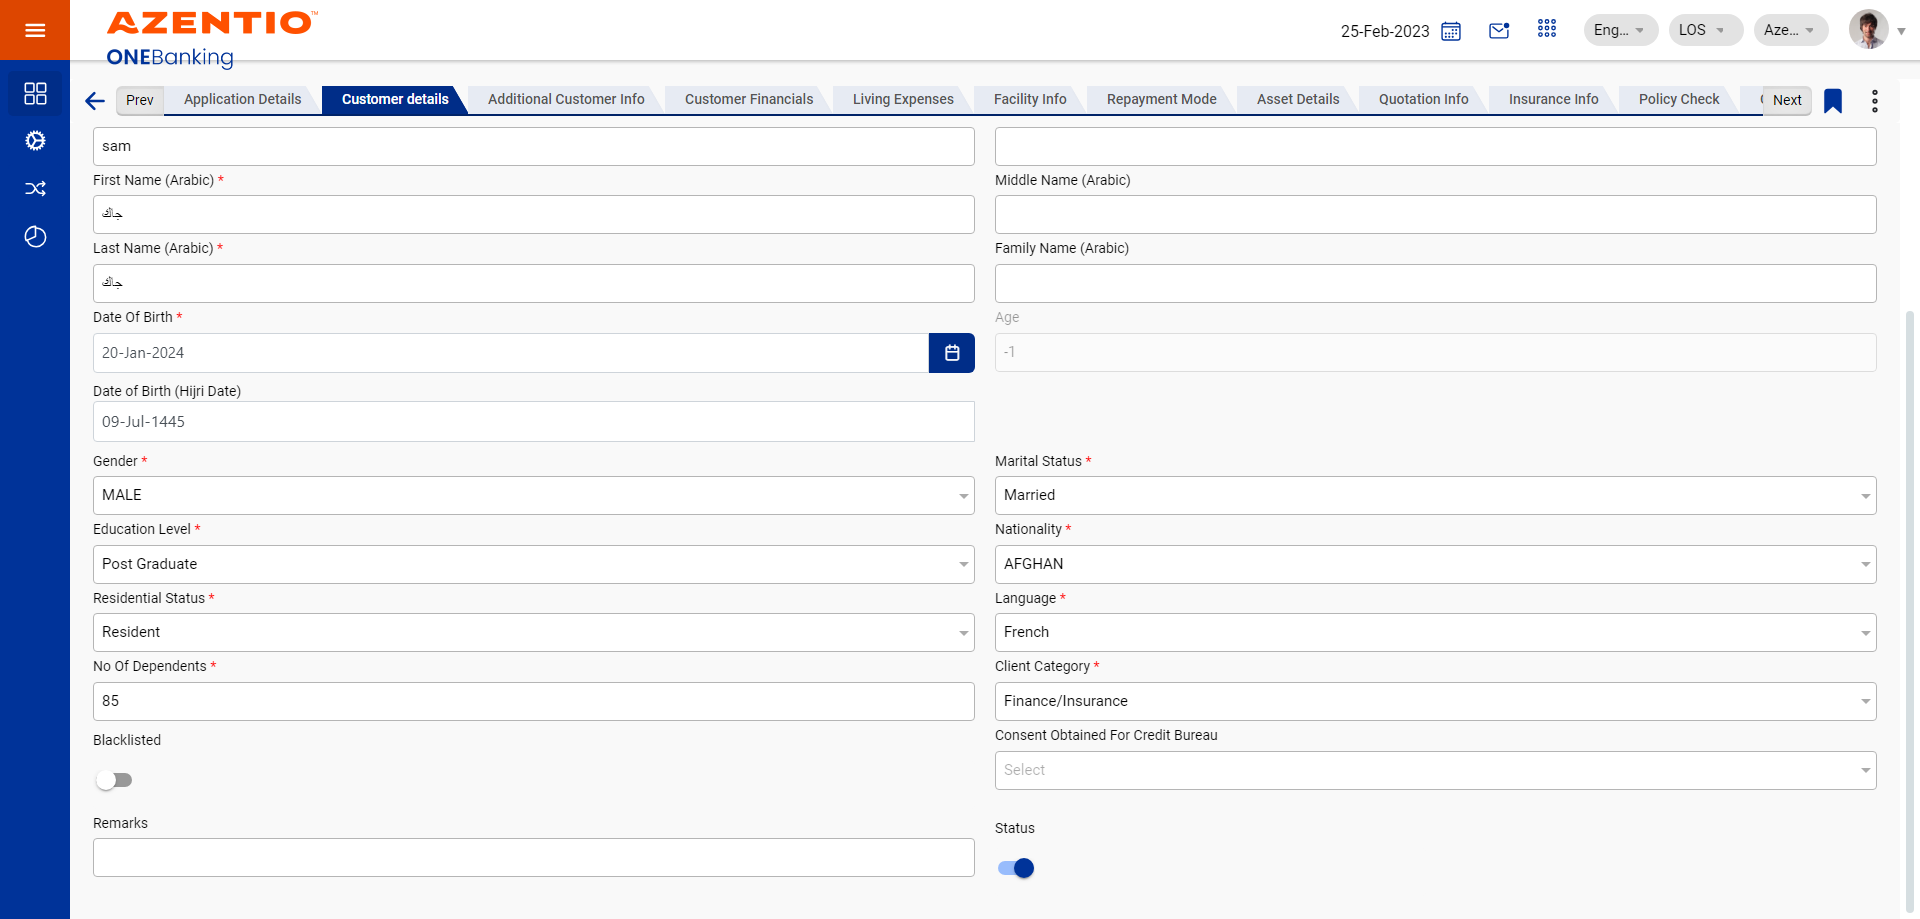 AZENTIO™
ONEBanking
25-Feb-2023
Eng...
LOS
Aze...
Prev
Application Details
Customer details
Additional Customer Info
Customer Financials
Living Expenses
Facility Info
Repayment Mode
Asset Details
Quotation Info
Insurance Info
Policy Check
Next
sam
First Name (Arabic) *
Middle Name (Arabic)
جاك
Last Name (Arabic) *
Family Name (Arabic)
جاك
Date Of Birth *
Age
20-Jan-2024
-1
Date of Birth (Hijri Date)
09-Jul-1445
Gender *
Marital Status *
MALE
Married
Education Level *
Nationality *
Post Graduate
AFGHAN
Residential Status *
Language *
Resident
French
No Of Dependents *
Client Category *
85
Finance/Insurance
Blacklisted
Consent Obtained For Credit Bureau
Select
Remarks
Status